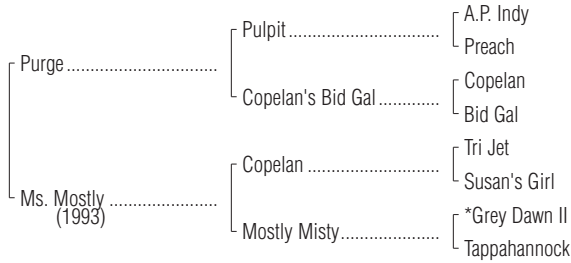 A.P. Indy
Pulpit
Preach
Purge
Copelan
Copelan's Bid Gal
Bid Gal
Tri Jet
Copelan
Susan's Girl
Ms. Mostly
(1993)
*Grey Dawn II
Mostly Misty
Tappahannock